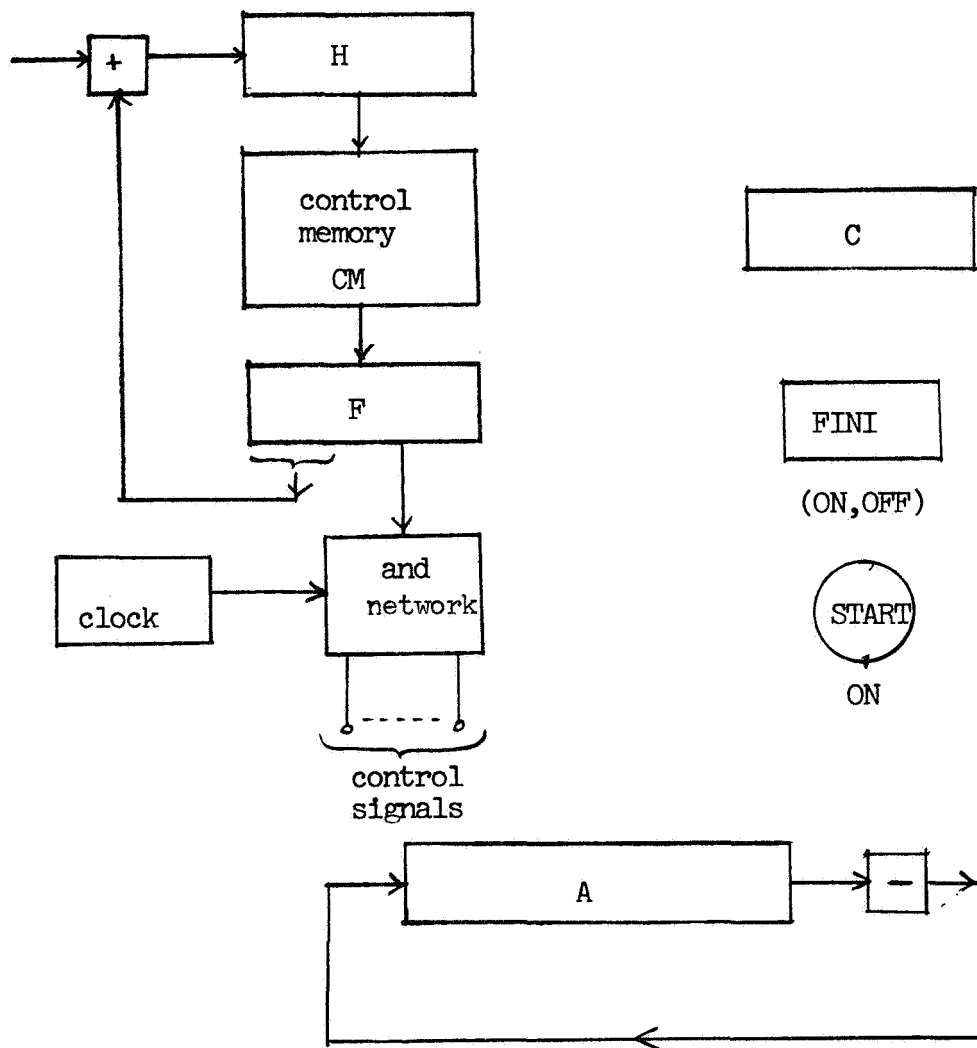 +
H
control
memory
CM
C
F
FINI
(ON,OFF)
clock
and
network
START
ON
control
signals
A
-